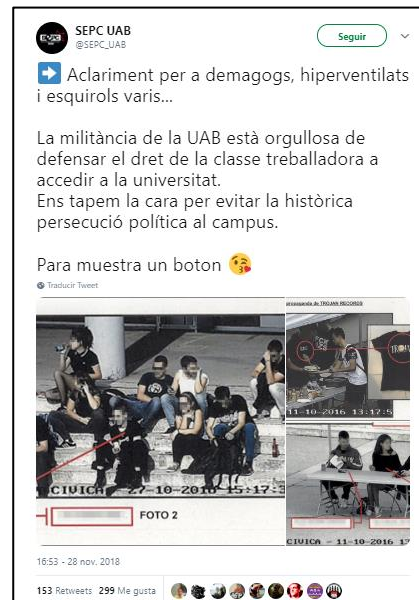 SEPC UAB
@SEPC_UAB
Seguir
Aclariment per a demagogs, hiperventilats
i esquirols varis...
La militància de la UAB està orgullosa de
defensar el dret de la classe treballadora a
accedir a la universitat.
Ens tapem la cara per evitar la històrica
persecució política al campus.
Para muestra un boton
Traducir Tweet
propaganda de TROJAN RECORDS
11-10-2016 13:17:5
CIVICA - 27-10-2016 15:17:3
FOTO 2
CIVICA - 11-10-2016 1
16:53 - 28 nov. 2018
153 Retweets 299 Me gusta